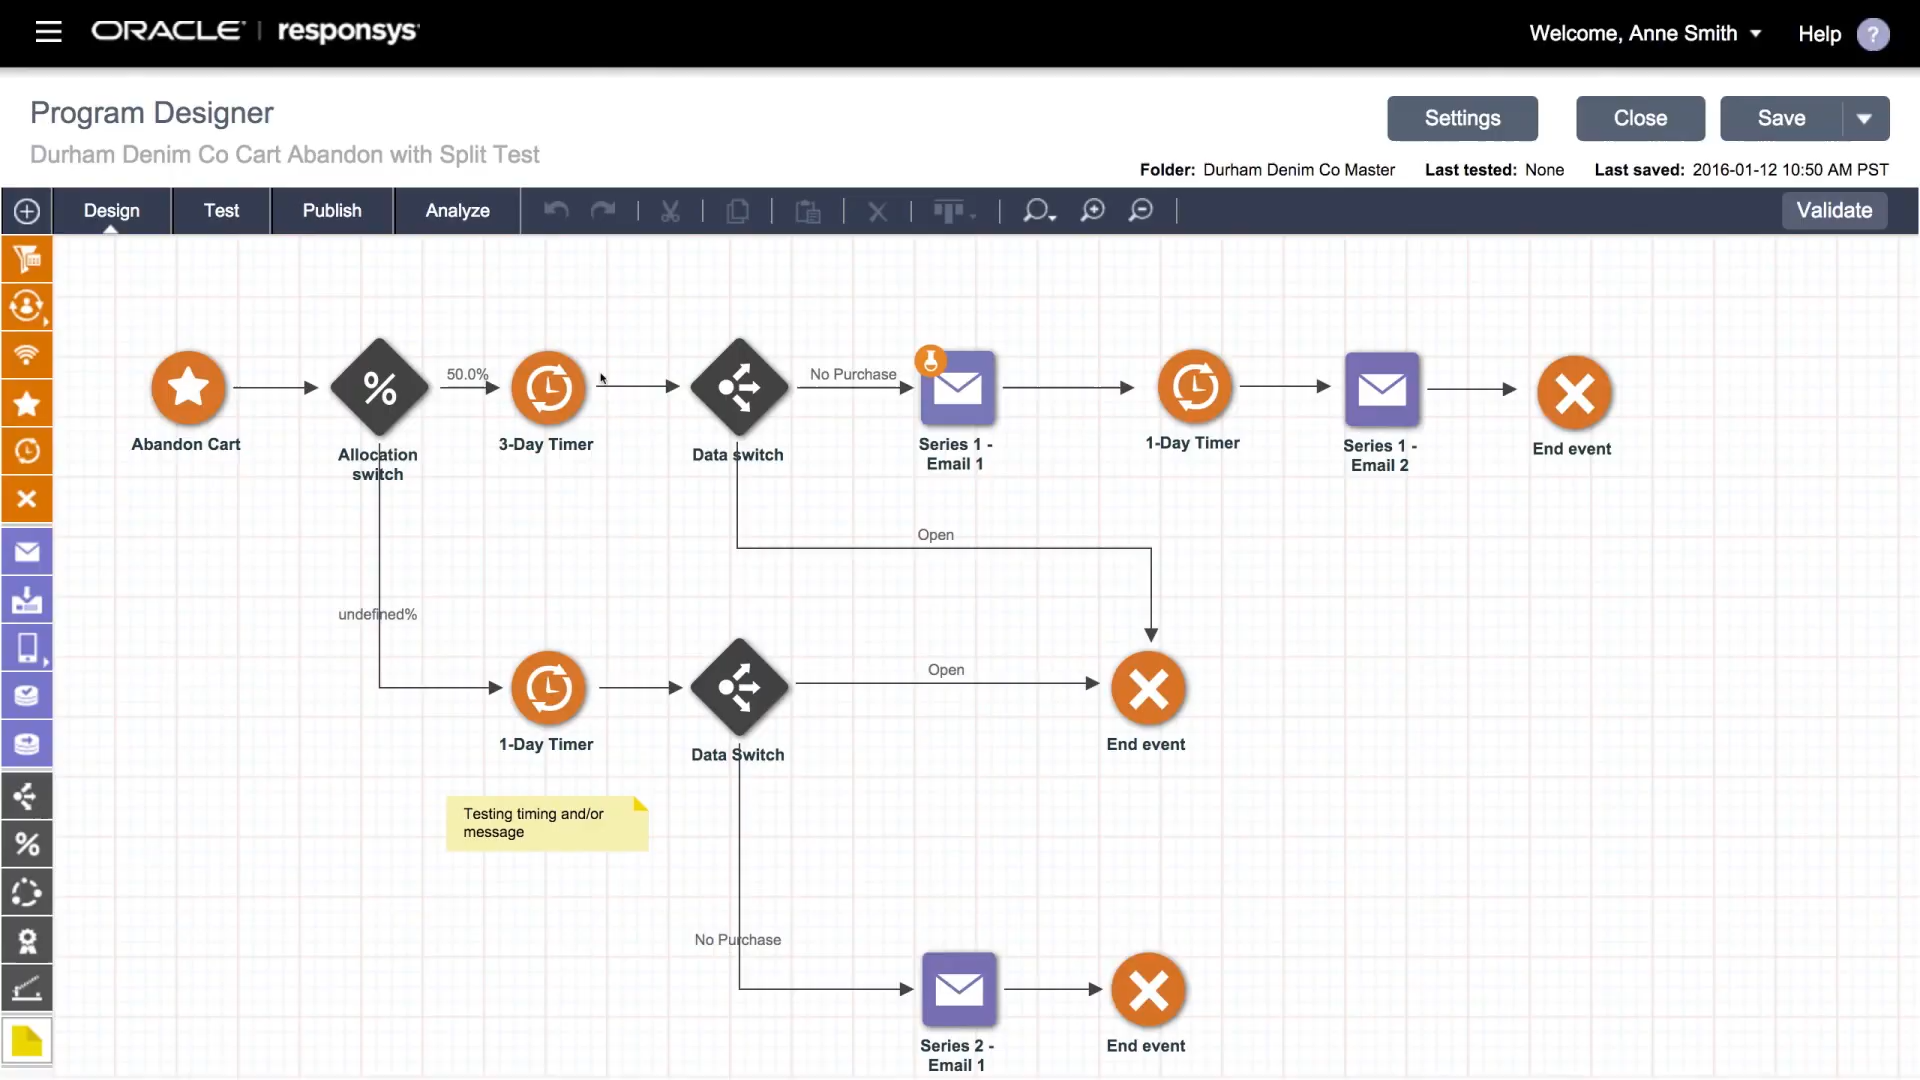 ORACLE | responsys
Welcome, Anne Smith
Help ?
Program Designer
Durham Denim Co Cart Abandon with Split Test
Settings
Close
Save
Folder: Durham Denim Co Master
Last tested: None
Last saved: 2016-01-12 10:50 AM PST
Design
Test
Publish
Analyze
Validate
50.0%
No Purchase
%
Abandon Cart
Allocation
switch
3-Day Timer
Data switch
Series 1 -
Email 1
1-Day Timer
Series 1 -
Email 2
End event
Open
undefined%
Open
1-Day Timer
Data Switch
End event
Testing timing and/or
message
%
No Purchase
Series 2 -
Email 1
End event